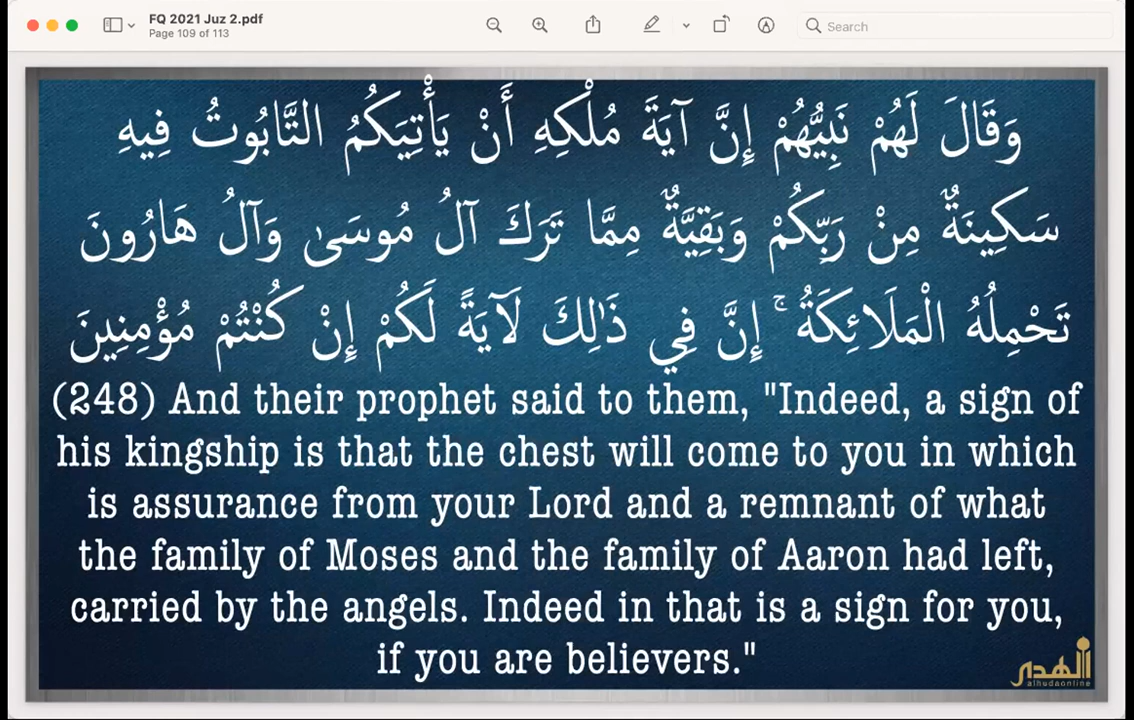 FQ 2021 Juz 2.pdf
Page 109 of 113
Search
وَقَالَ لَهُمْ نَبِيُّهُمْ إِنَّ آيَةَ مُلْكِهِ أَنْ يَأْتِيَكُمُ التَّابُوتُ فِيهِ
سَكِينَةٌ مِنْ رَبِّكُمْ وَبَقِيَّةٌ مِمَّا تَرَكَ آلُ مُوسَىٰ وَآلُ هَارُونَ
تَحْمِلُهُ الْمَلَائِكَةُ ۚ إِنَّ فِي ذَٰلِكَ لَآيَةً لَكُمْ إِنْ كُنْتُمْ مُؤْمِنِينَ
(248) And their prophet said to them, "Indeed, a sign of
his kingship is that the chest will come to you in which
is assurance from your Lord and a remnant of what
the family of Moses and the family of Aaron had left,
carried by the angels. Indeed in that is a sign for you,
if you are believers."
الهدى
alhudaonline